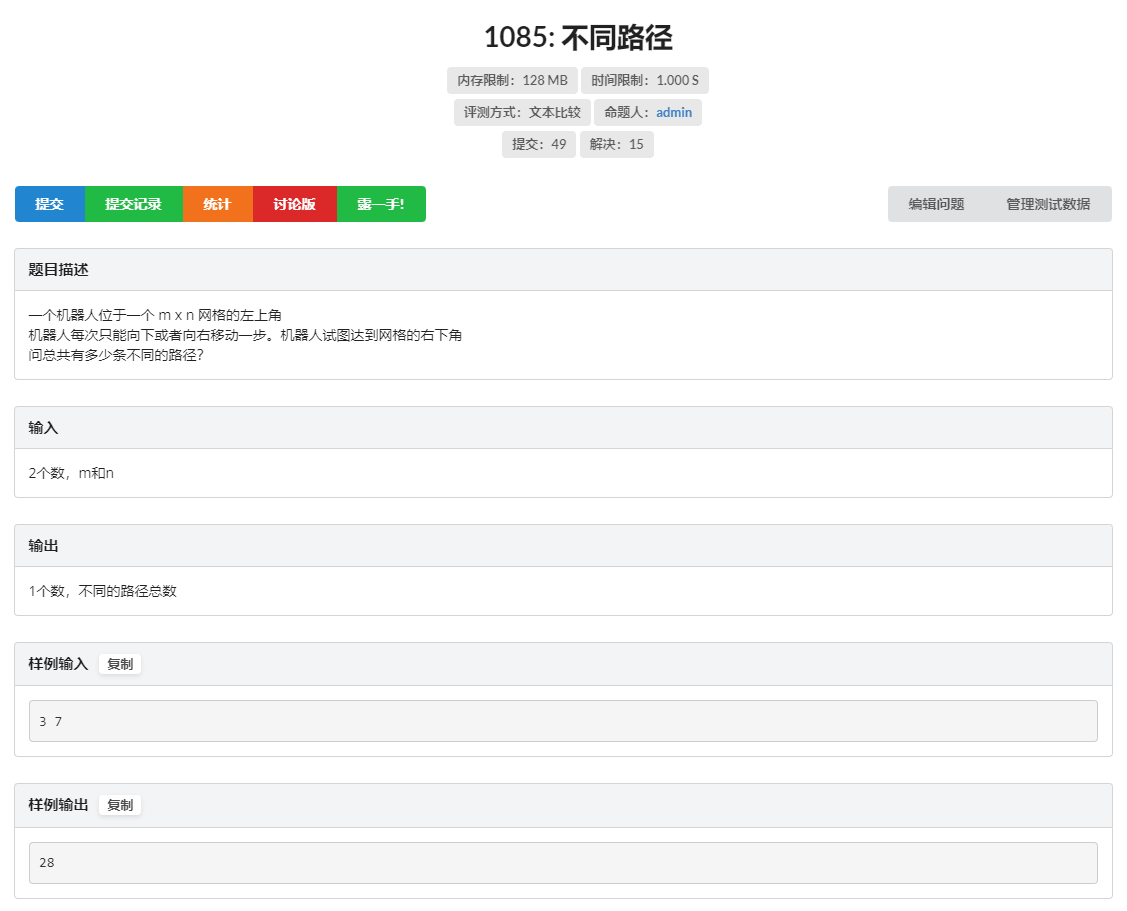 1085: 不同路径
内存限制：128 MB 时间限制：1.000 S
评测方式：文本比较 命题人：admin
提交：49 解决：15
提交 提交记录 统计 讨论版 露一手! 编辑问题 管理测试数据
题目描述
一个机器人位于一个 m x n 网格的左上角
机器人每次只能向下或者向右移动一步。机器人试图达到网格的右下角
问总共有多少条不同的路径?
输入
2个数，m和n
输出
1个数，不同的路径总数
样例输入 复制
3 7
样例输出 复制
28